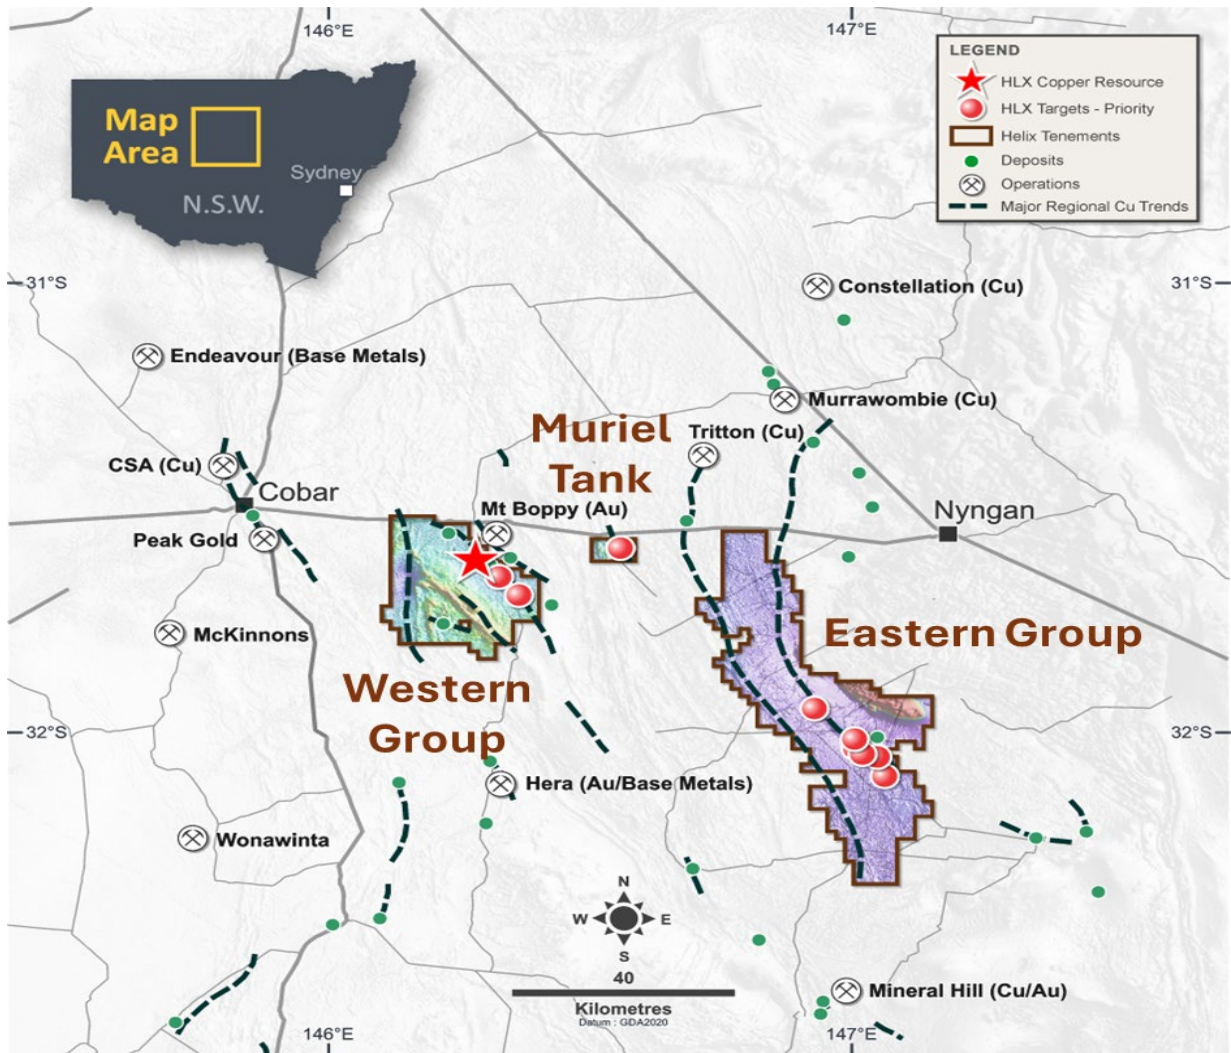 146°E
147°E
LEGEND
HLX Copper Resource
HLX Targets - Priority
Helix Tenements
Deposits
Operations
Major Regional Cu Trends
Map
Area
Sydney
N.S.W.
31°S
31°S
Constellation (Cu)
Endeavour (Base Metals)
Murrawombie (Cu)
Muriel
Tank
Tritton (Cu)
CSA (Cu)
Cobar
Mt Boppy (Au)
Nyngan
Peak Gold
McKinnons
Eastern Group
Western
Group
32°S
32°S
Hera (Au/Base Metals)
Wonawinta
N
W
E
S
40
Kilometres
Datum : GDA2020
Mineral Hill (Cu/Au)
146°E
147°E